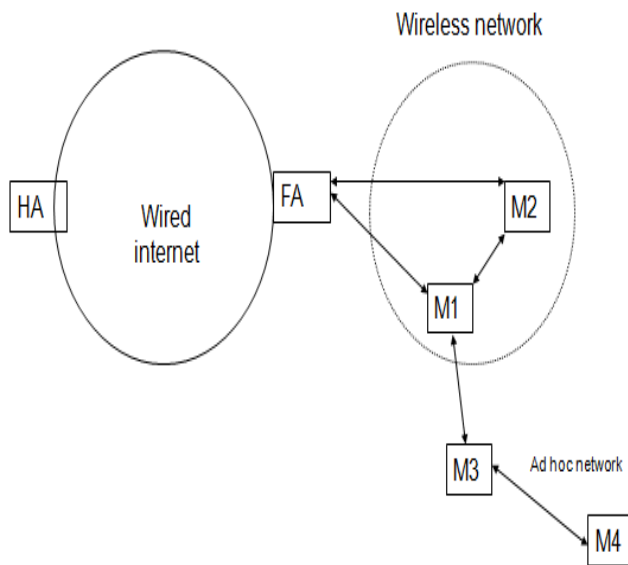 Wireless network
HA
Wired
internet
FA
M2
M1
M3
Ad hoc network
M4